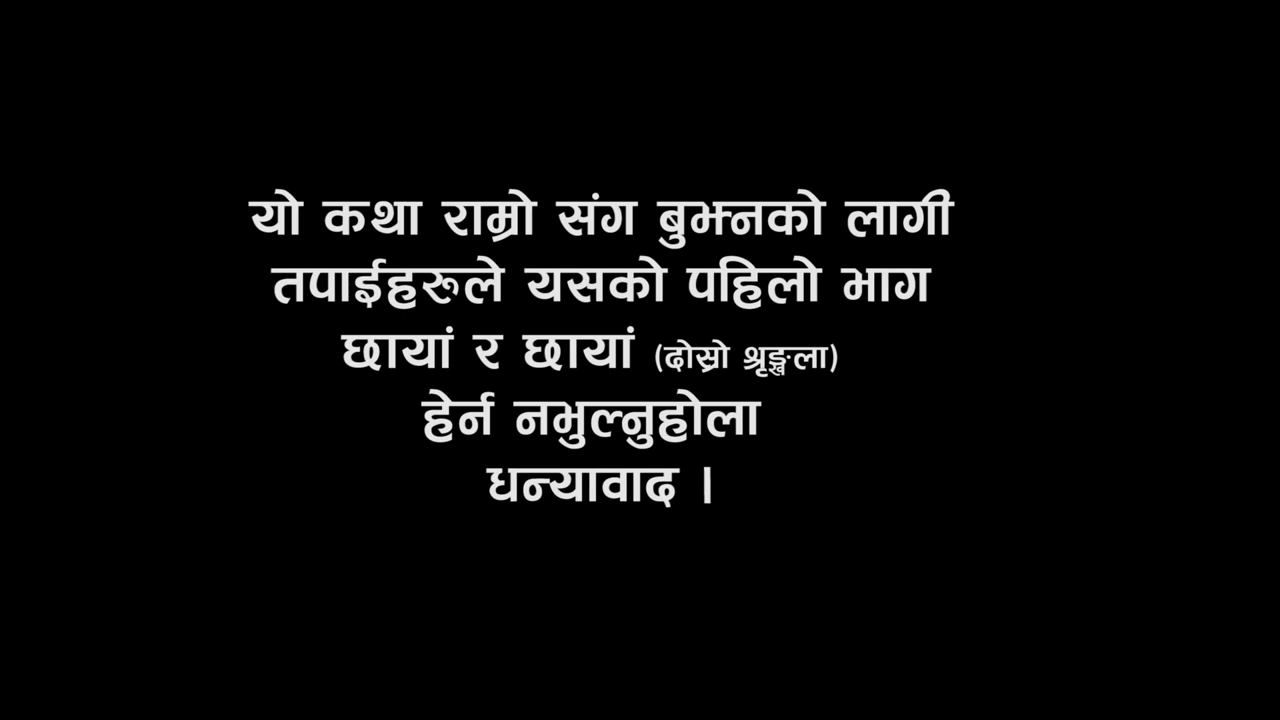 यो कथा राम्रो संग बुझ्नको लागी
तपाईहरुले यसको पहिलो भाग
छायां र छायां (दोस्रो श्रृङ्खला)
हेर्न नभुल्नुहोला
धन्यावाद ।